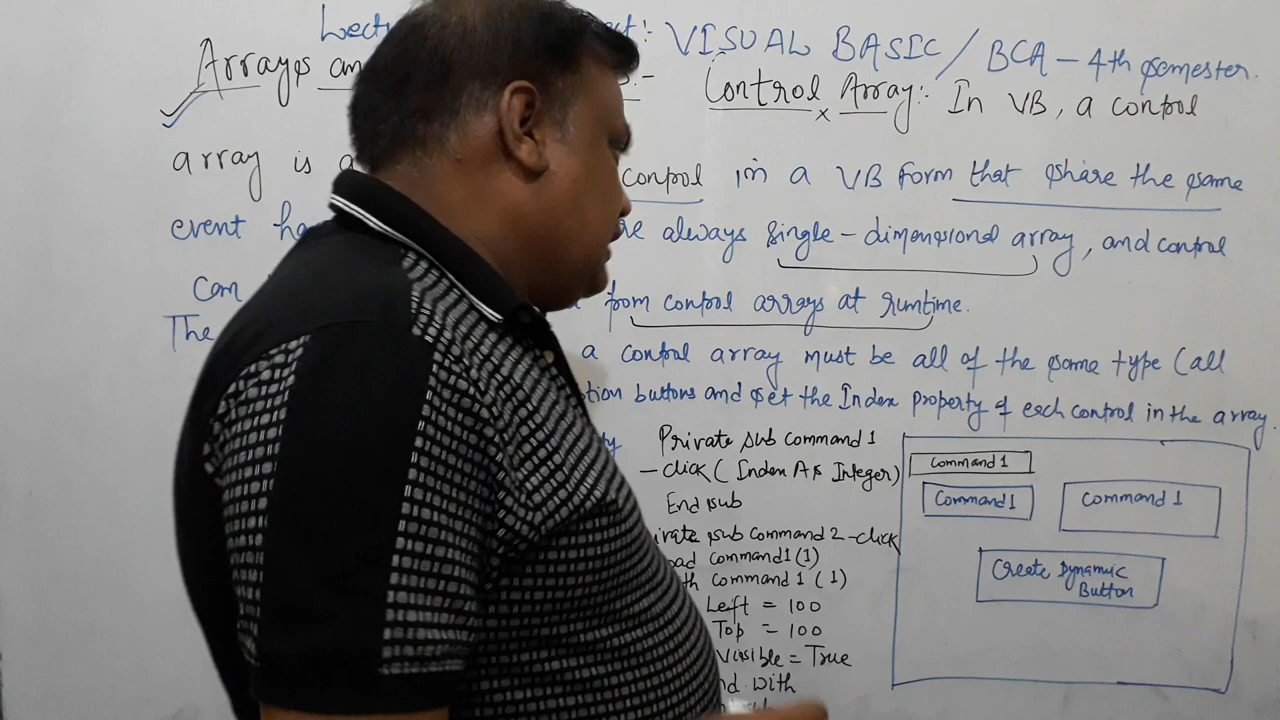 Lectu : VISUAL BASIC / BCA - 4th semester.
Arrays an :- Control Array:- In VB, a control
array is a control in a VB form that share the same
event ha re always single-dimensional array, and control
can from control arrays at runtime.
The a control array must be all of the same type (all
tion buttons and set the Index property of each control in the array.
Private sub command 1
-click (Index As Integer)
End sub
ivate sub command 2 -click
oad command1 (1)
th command 1 (1)
Left = 100
Top = 100
Visible = True
nd with
Command 1
Command 1
Command 1
Create Dynamic
Button